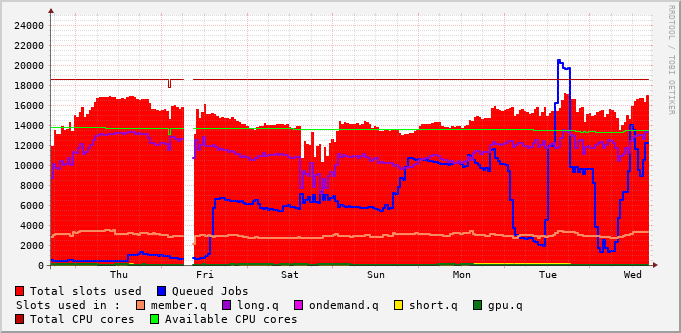 RRDTOOL / TOBI OETIKER
24000
22000
20000
18000
16000
14000
12000
10000
8000
6000
4000
2000
0
Thu Fri Sat Sun Mon Tue Wed
Total slots used Queued Jobs
Slots used in : member.q long.q ondemand.q short.q gpu.q
Total CPU cores Available CPU cores